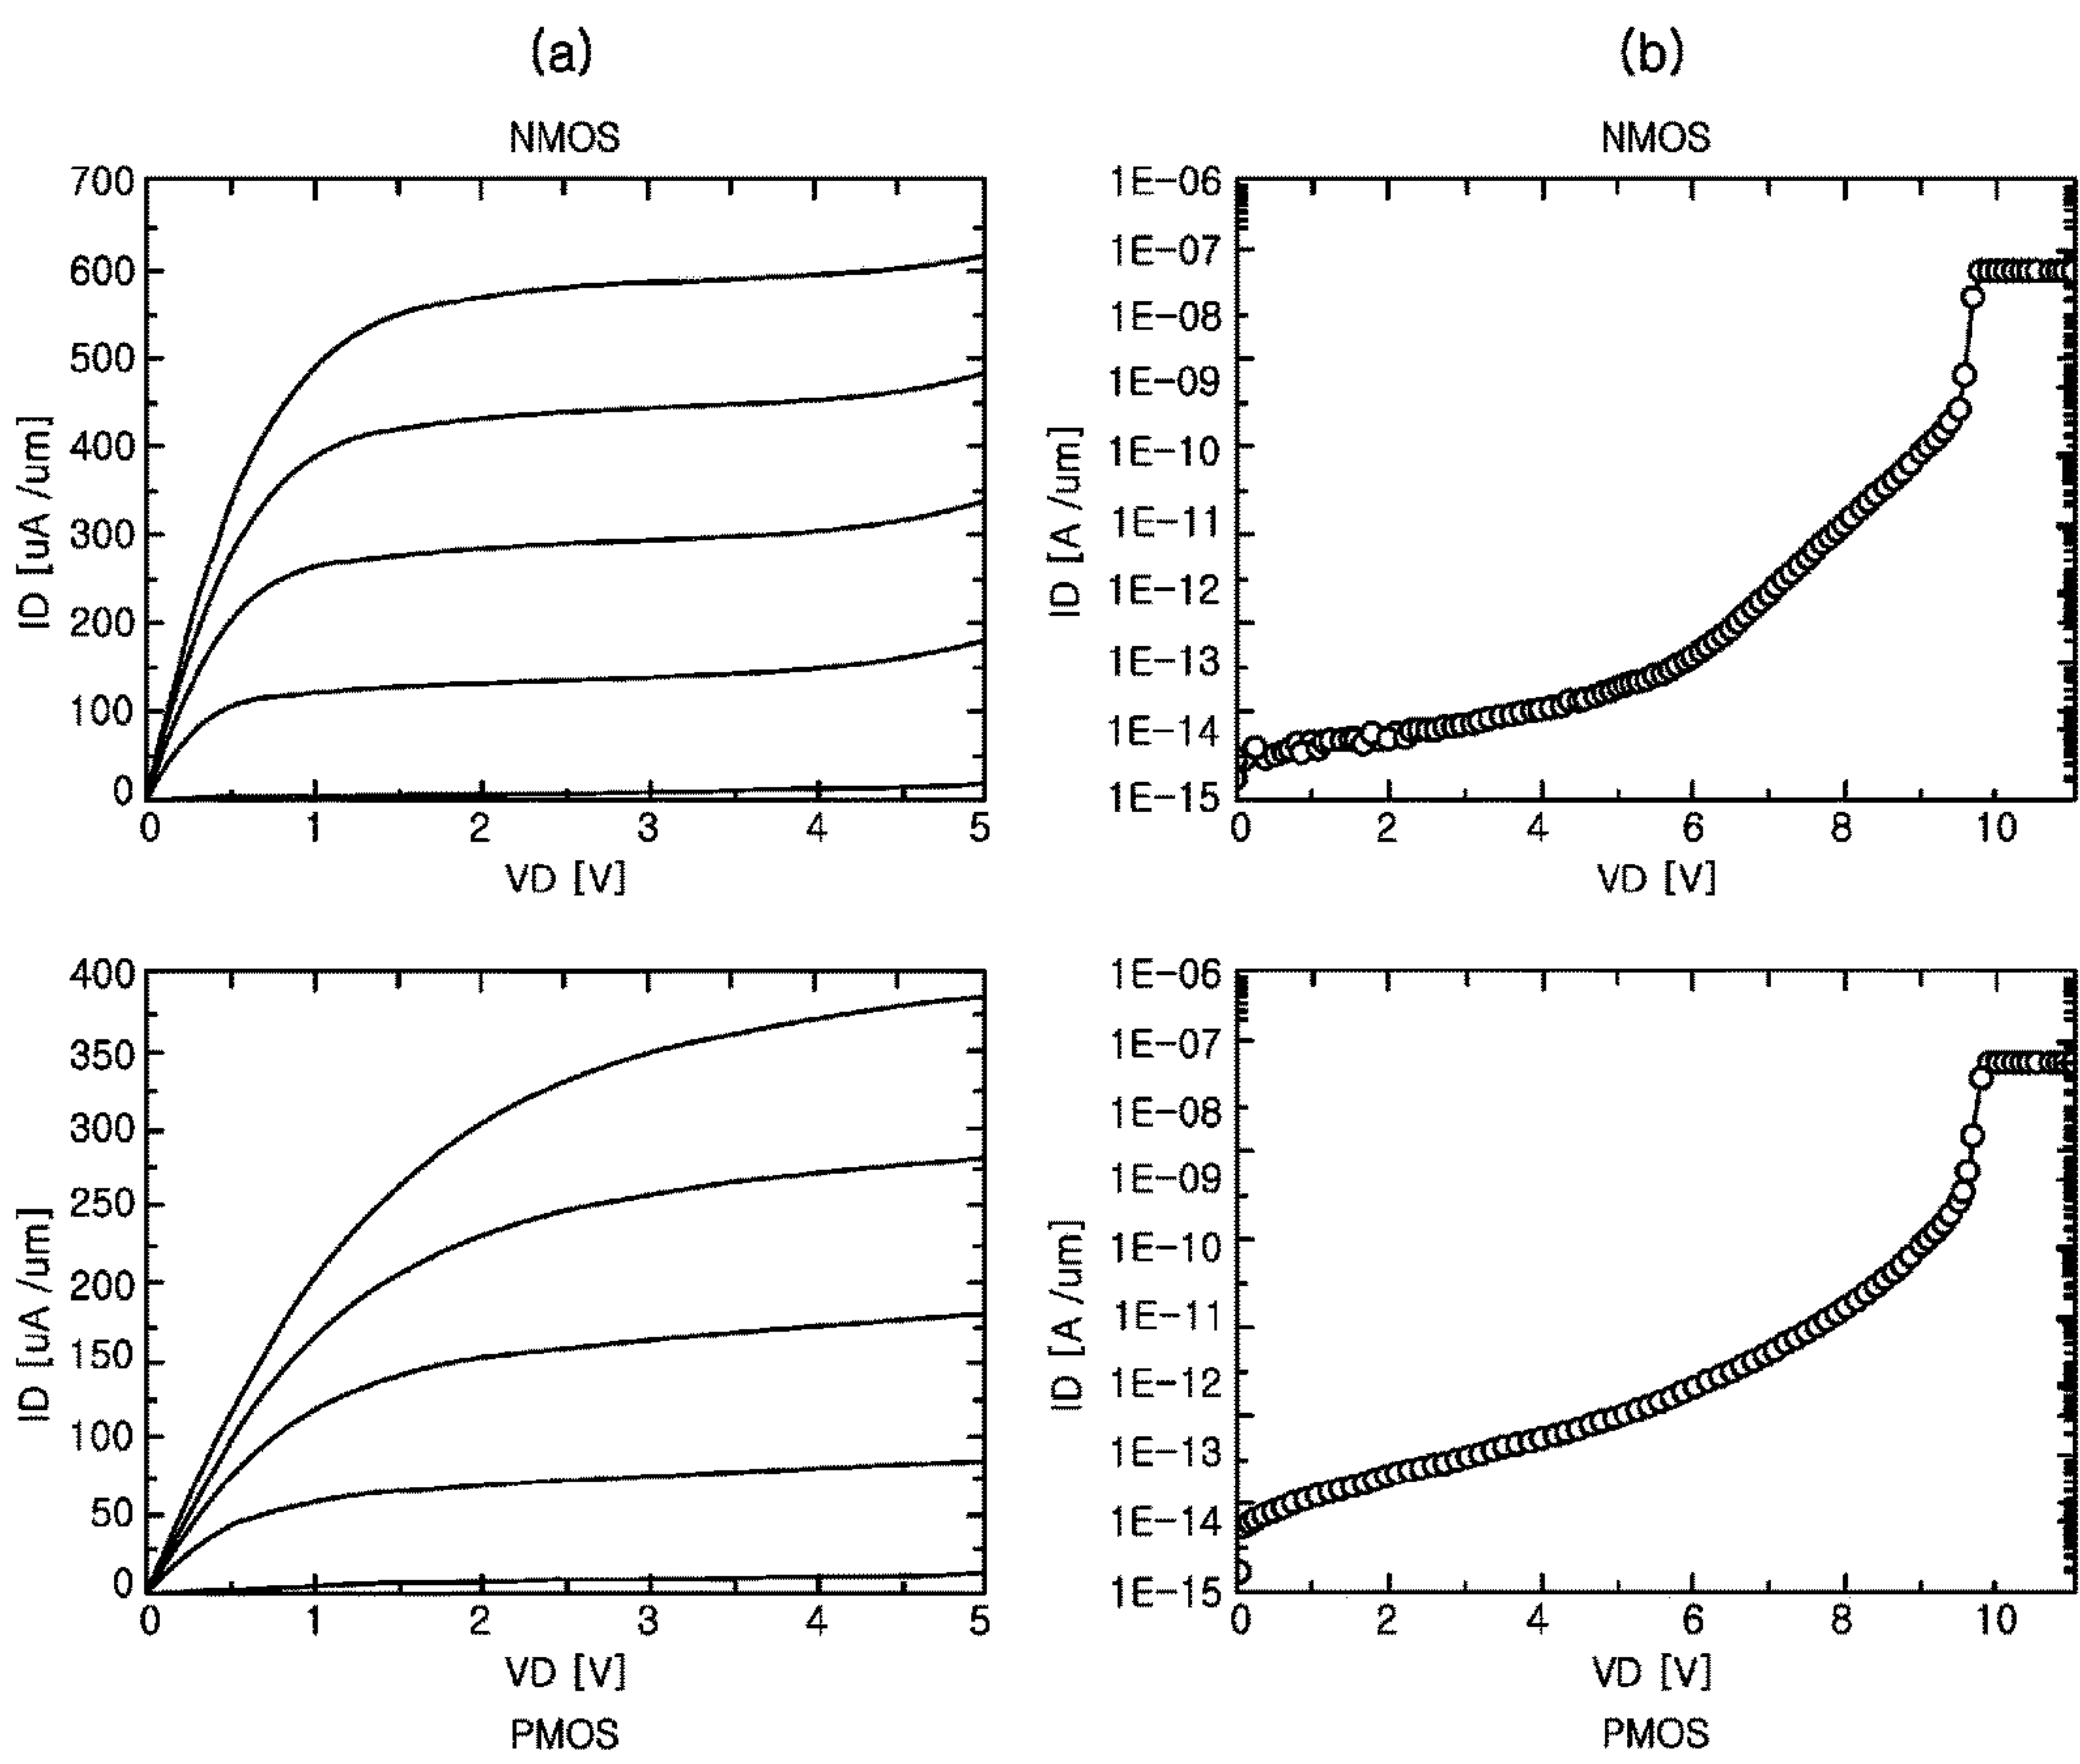 (a)
NMOS
700
600
500
400
300
200
100
0
ID [uA /um]
0 1 2 3 4 5
VD [V]
(b)
NMOS
1E-06
1E-07
1E-08
1E-09
1E-10
1E-11
1E-12
1E-13
1E-14
1E-15
ID [A /um]
0 2 4 6 8 10
VD [V]
400
350
300
250
200
150
100
50
0
ID [uA /um]
0 1 2 3 4 5
VD [V]
PMOS
1E-06
1E-07
1E-08
1E-09
1E-10
1E-11
1E-12
1E-13
1E-14
1E-15
ID [A /um]
0 2 4 6 8 10
VD [V]
PMOS